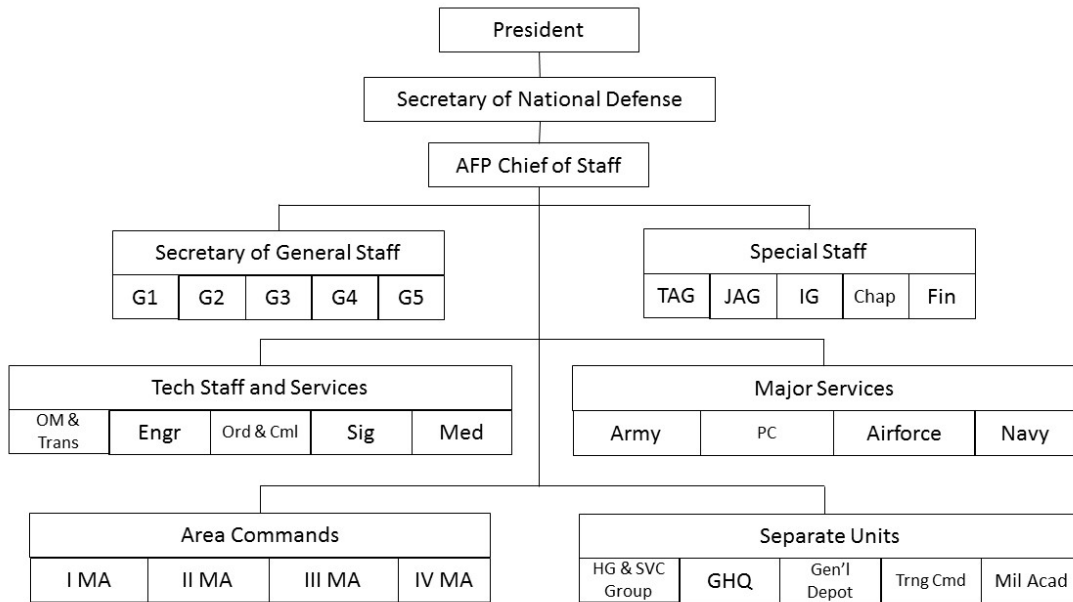 President
Secretary of National Defense
AFP Chief of Staff
Secretary of General Staff
G1 G2 G3 G4 G5
Special Staff
TAG JAG IG Chap Fin
Tech Staff and Services
OM &
Trans
Engr
Ord & Cml
Sig
Med
Major Services
Army PC Airforce Navy
Area Commands
I MA II MA III MA IV MA
Separate Units
HG & SVC
Group
GHQ
Gen'l
Depot
Trng Cmd
Mil Acad